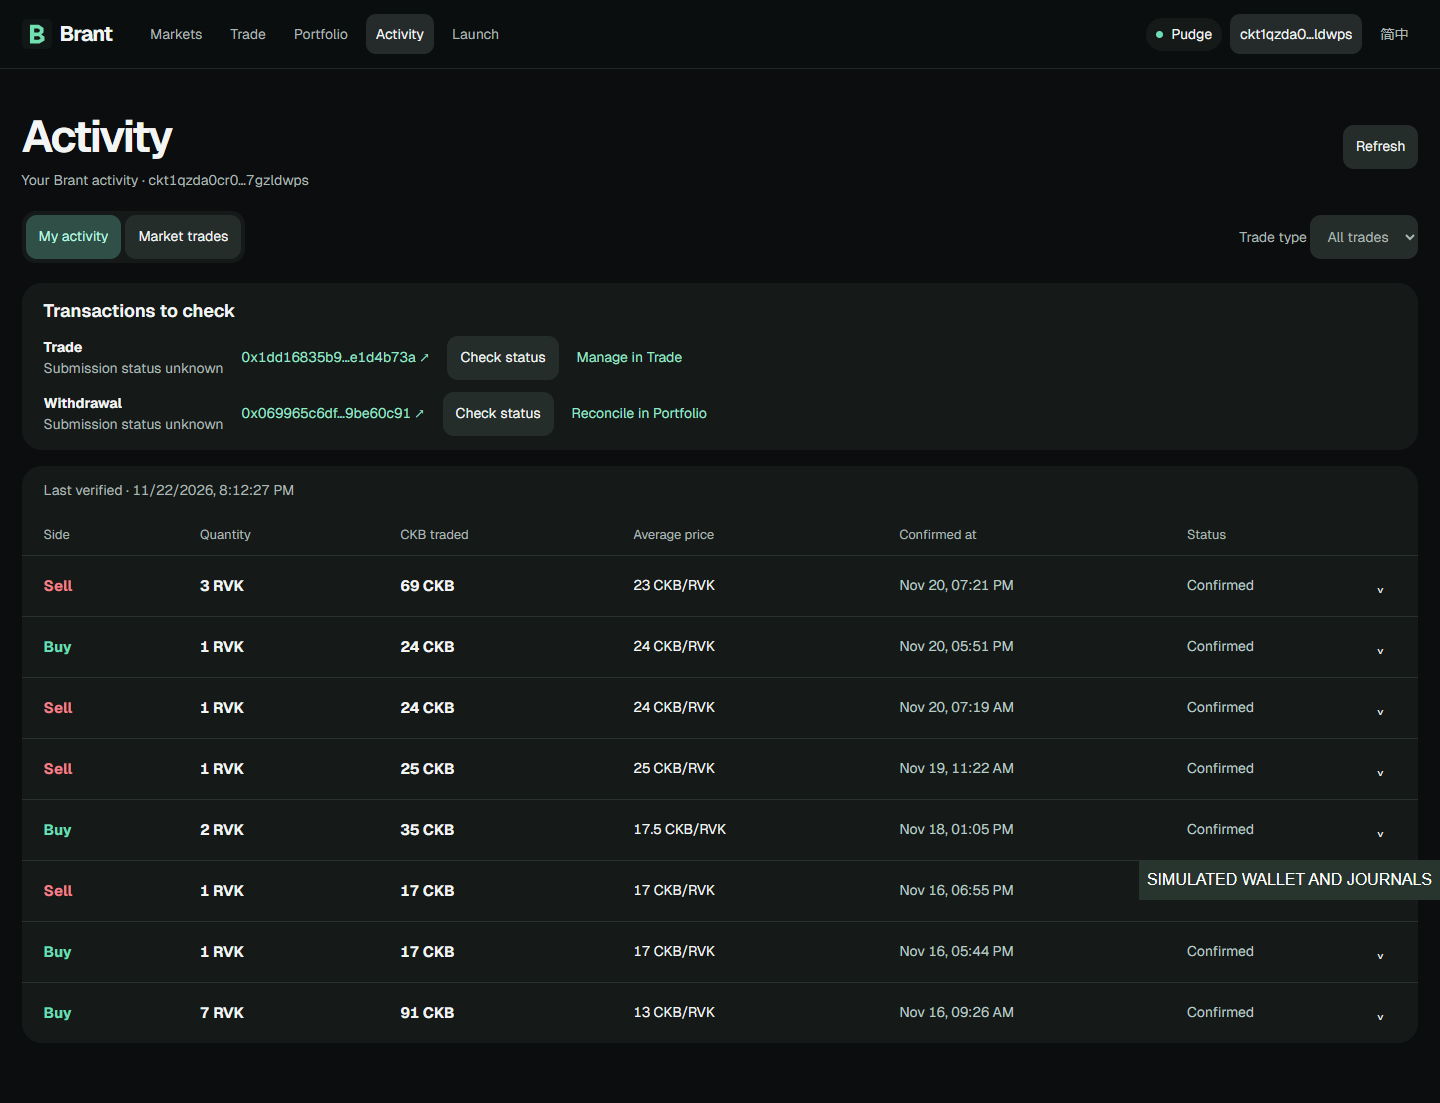 B Brant Markets Trade Portfolio Activity Launch Pudge ckt1qzda0...ldwps 简中
Activity
Refresh
Your Brant activity · ckt1qzda0cr0...7gzldwps
My activity Market trades Trade type All trades
Transactions to check
Trade
Submission status unknown 0x1dd16835b9...e1d4b73a ↗ Check status Manage in Trade
Withdrawal
Submission status unknown 0x069965c6df...9be60c91 ↗ Check status Reconcile in Portfolio
Last verified · 11/22/2026, 8:12:27 PM
Side Quantity CKB traded Average price Confirmed at Status
Sell 3 RVK 69 CKB 23 CKB/RVK Nov 20, 07:21 PM Confirmed v
Buy 1 RVK 24 CKB 24 CKB/RVK Nov 20, 05:51 PM Confirmed v
Sell 1 RVK 24 CKB 24 CKB/RVK Nov 20, 07:19 AM Confirmed v
Sell 1 RVK 25 CKB 25 CKB/RVK Nov 19, 11:22 AM Confirmed v
Buy 2 RVK 35 CKB 17.5 CKB/RVK Nov 18, 01:05 PM Confirmed v
Sell 1 RVK 17 CKB 17 CKB/RVK Nov 16, 06:55 PM
SIMULATED WALLET AND JOURNALS
Buy 1 RVK 17 CKB 17 CKB/RVK Nov 16, 05:44 PM Confirmed v
Buy 7 RVK 91 CKB 13 CKB/RVK Nov 16, 09:26 AM Confirmed v